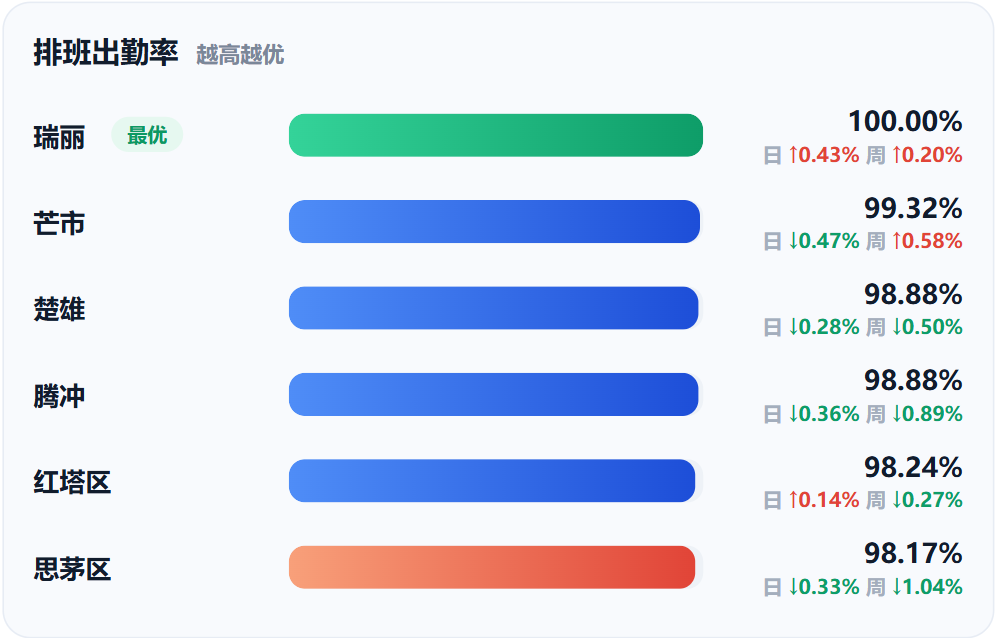 排班出勤率 越高越优
瑞丽 最优 100.00%
日 ↑0.43% 周 ↑0.20%
芒市 99.32%
日 ↓0.47% 周 ↑0.58%
楚雄 98.88%
日 ↓0.28% 周 ↓0.50%
腾冲 98.88%
日 ↓0.36% 周 ↓0.89%
红塔区 98.24%
日 ↑0.14% 周 ↓0.27%
思茅区 98.17%
日 ↓0.33% 周 ↓1.04%